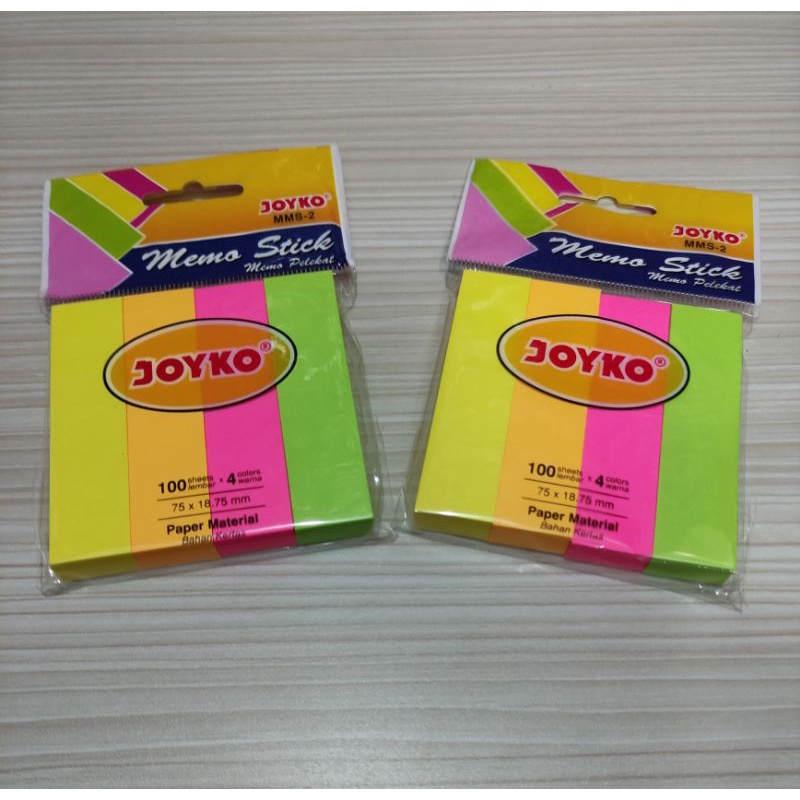 JOYKO®
MMS-2
Memo Stick
Memo Pelekat
JOYKO®
100 sheets lembar x 4 colors warna
75 x 18.75 mm
Paper Material
Bahan Kertas
JOYKO®
MMS-2
Memo Stick
Memo Pelekat
JOYKO®
100 sheets lembar x 4 colors warna
75 x 18.75 mm
Paper Material
Bahan Kertas